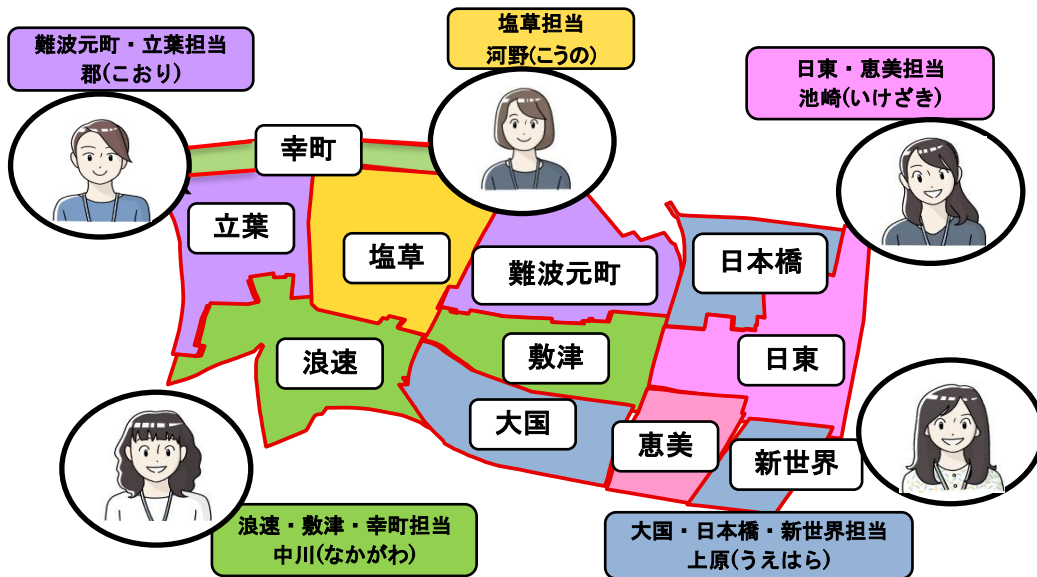 難波元町・立葉担当
郡(こおり)
塩草担当
河野(こうの)
日東・恵美担当
池崎(いけざき)
幸町
立葉
塩草
難波元町
日本橋
浪速
敷津
日東
大国
恵美
新世界
浪速・敷津・幸町担当
中川(なかがわ)
大国・日本橋・新世界担当
上原(うえはら)